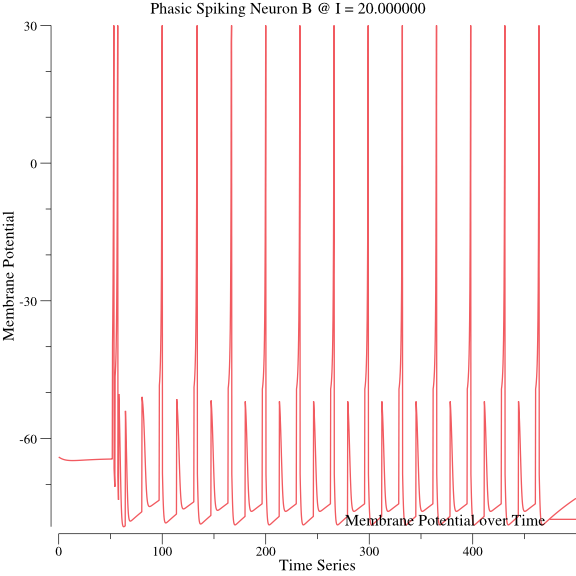 Phasic Spiking Neuron B @ I = 20.000000
30
0
-30
-60
Membrane Potential
Membrane Potential over Time
0
100
200
300
400
Time Series